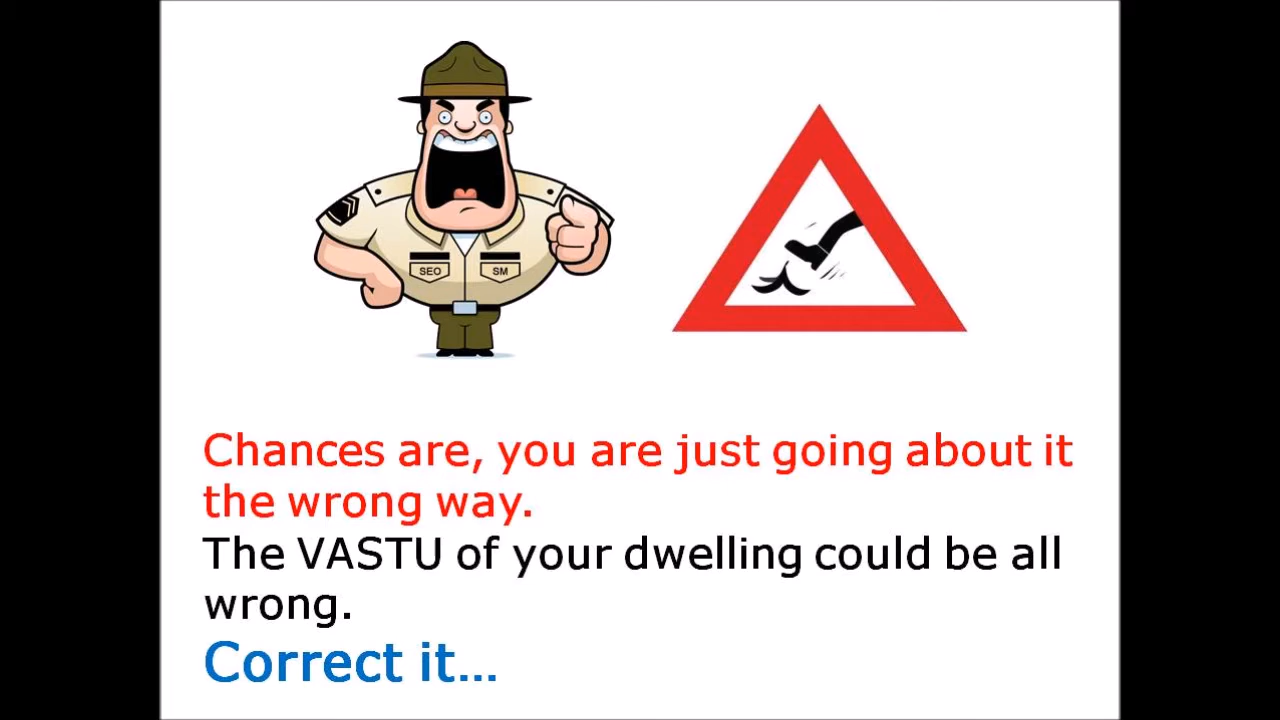 SEO SM
Chances are, you are just going about it
the wrong way.
The VASTU of your dwelling could be all
wrong.
Correct it...